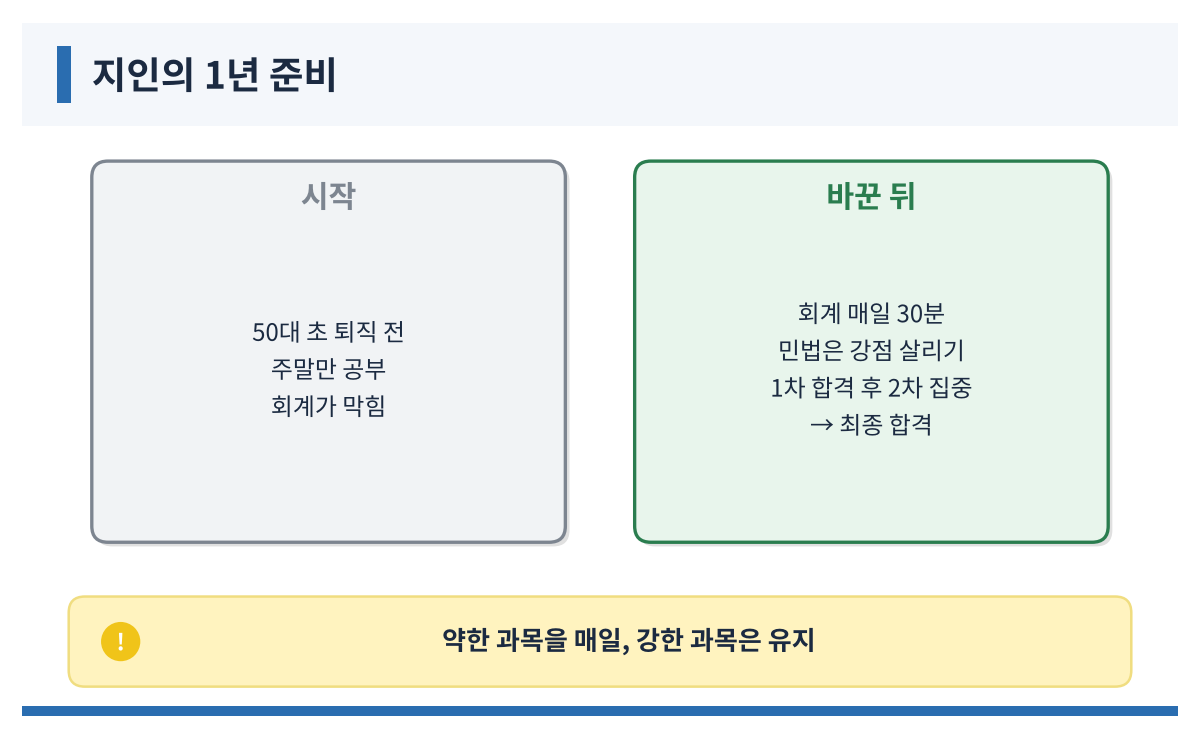 지인의 1년 준비
시작
50대 초 퇴직 전
주말만 공부
회계가 막힘
바꾼 뒤
회계 매일 30분
민법은 강점 살리기
1차 합격 후 2차 집중
→ 최종 합격
!
약한 과목을 매일, 강한 과목은 유지